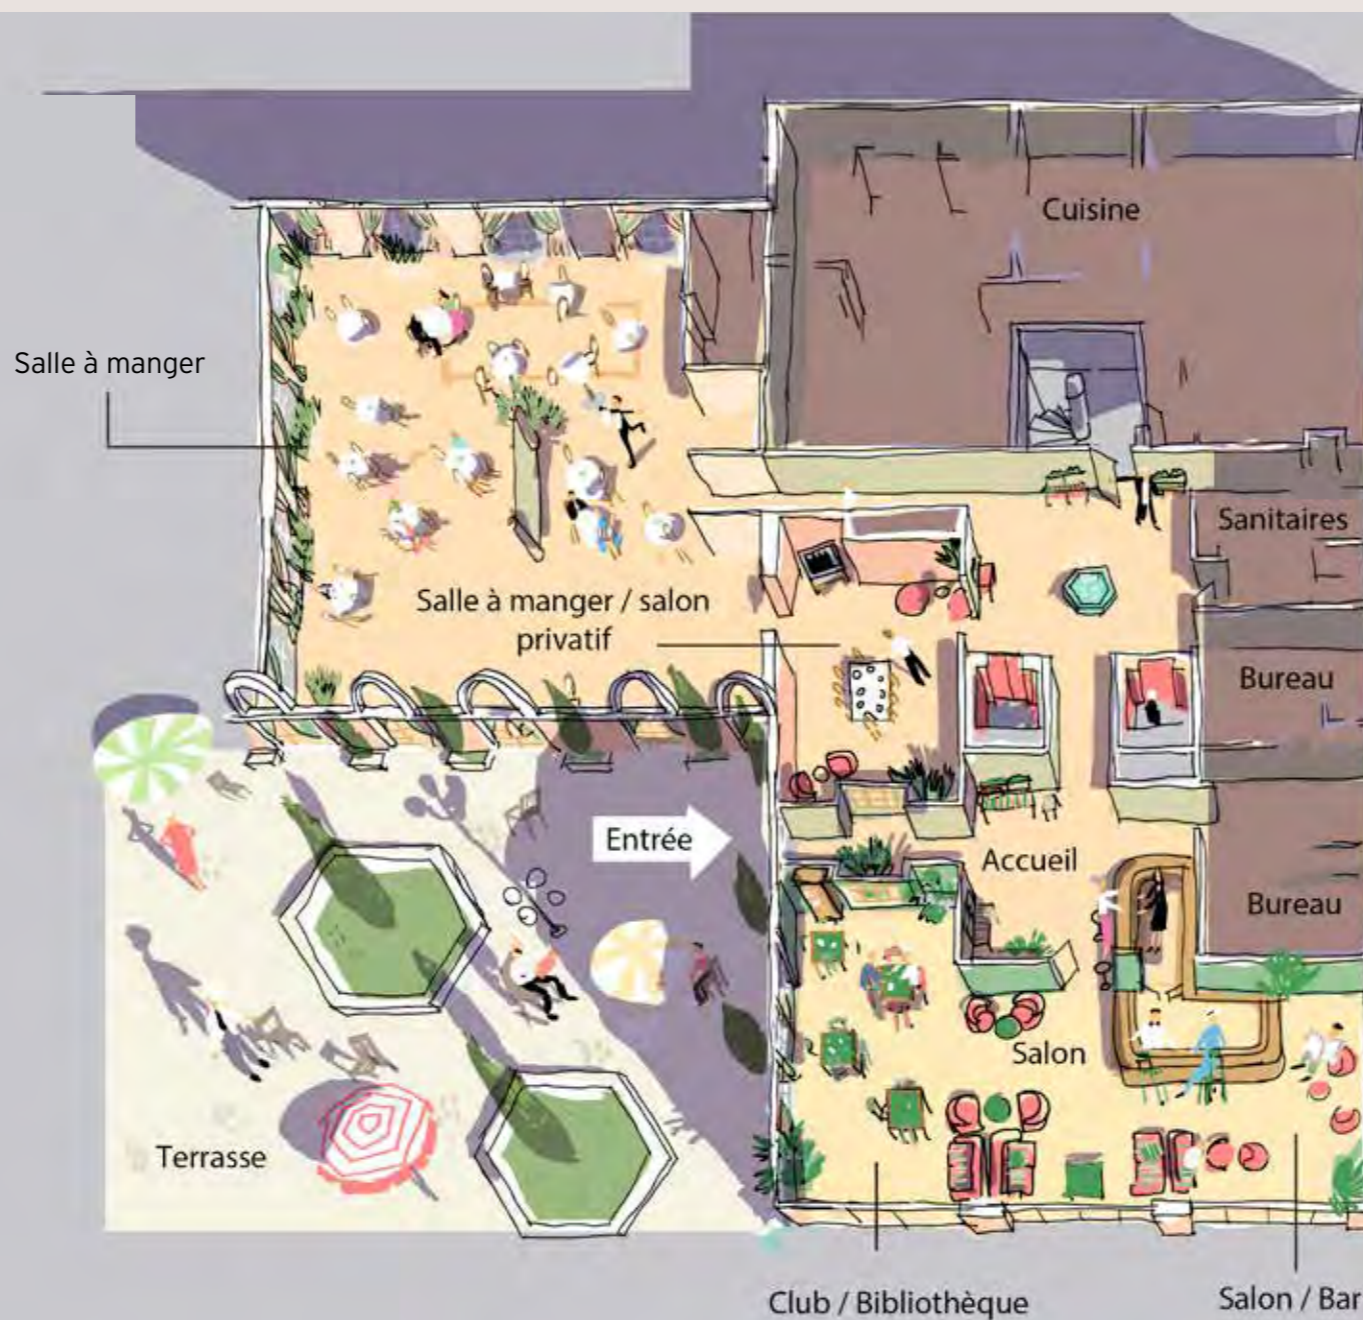 Cuisine
Salle à manger
Sanitaires
Salle à manger / salon
privatif
Bureau
Entrée
Accueil
Bureau
Salon
Terrasse
Club / Bibliothèque
Salon / Bar